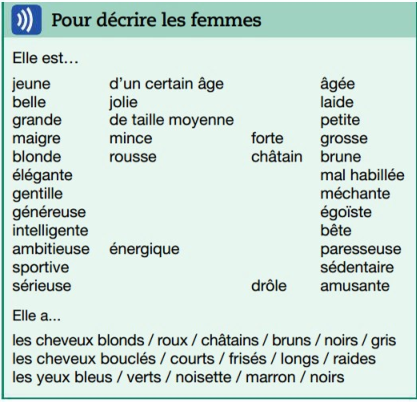 Pour décrire les femmes
Elle est…
jeune d'un certain âge âgée
belle jolie laide
grande de taille moyenne petite
maigre mince forte grosse
blonde rousse châtain brune
élégante mal habillée
gentille méchante
généreuse égoïste
intelligente bête
ambitieuse énergique paresseuse
sportive sédentaire
sérieuse drôle amusante
Elle a...
les cheveux blonds / roux / châtains / bruns / noirs / gris
les cheveux bouclés / courts / frisés / longs / raides
les yeux bleus / verts / noisette / marron / noirs